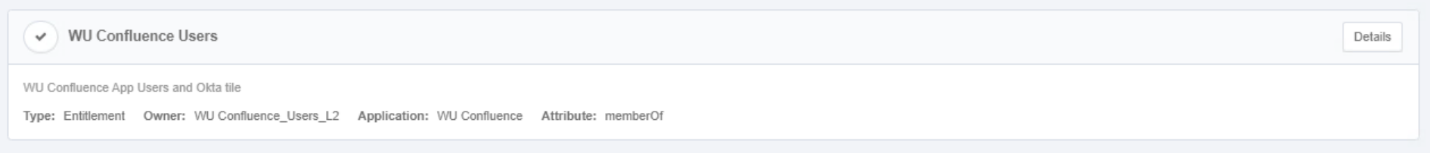 WU Confluence Users
Details
WU Confluence App Users and Okta tile
Type: Entitlement Owner: WU Confluence_Users_L2 Application: WU Confluence Attribute: memberOf